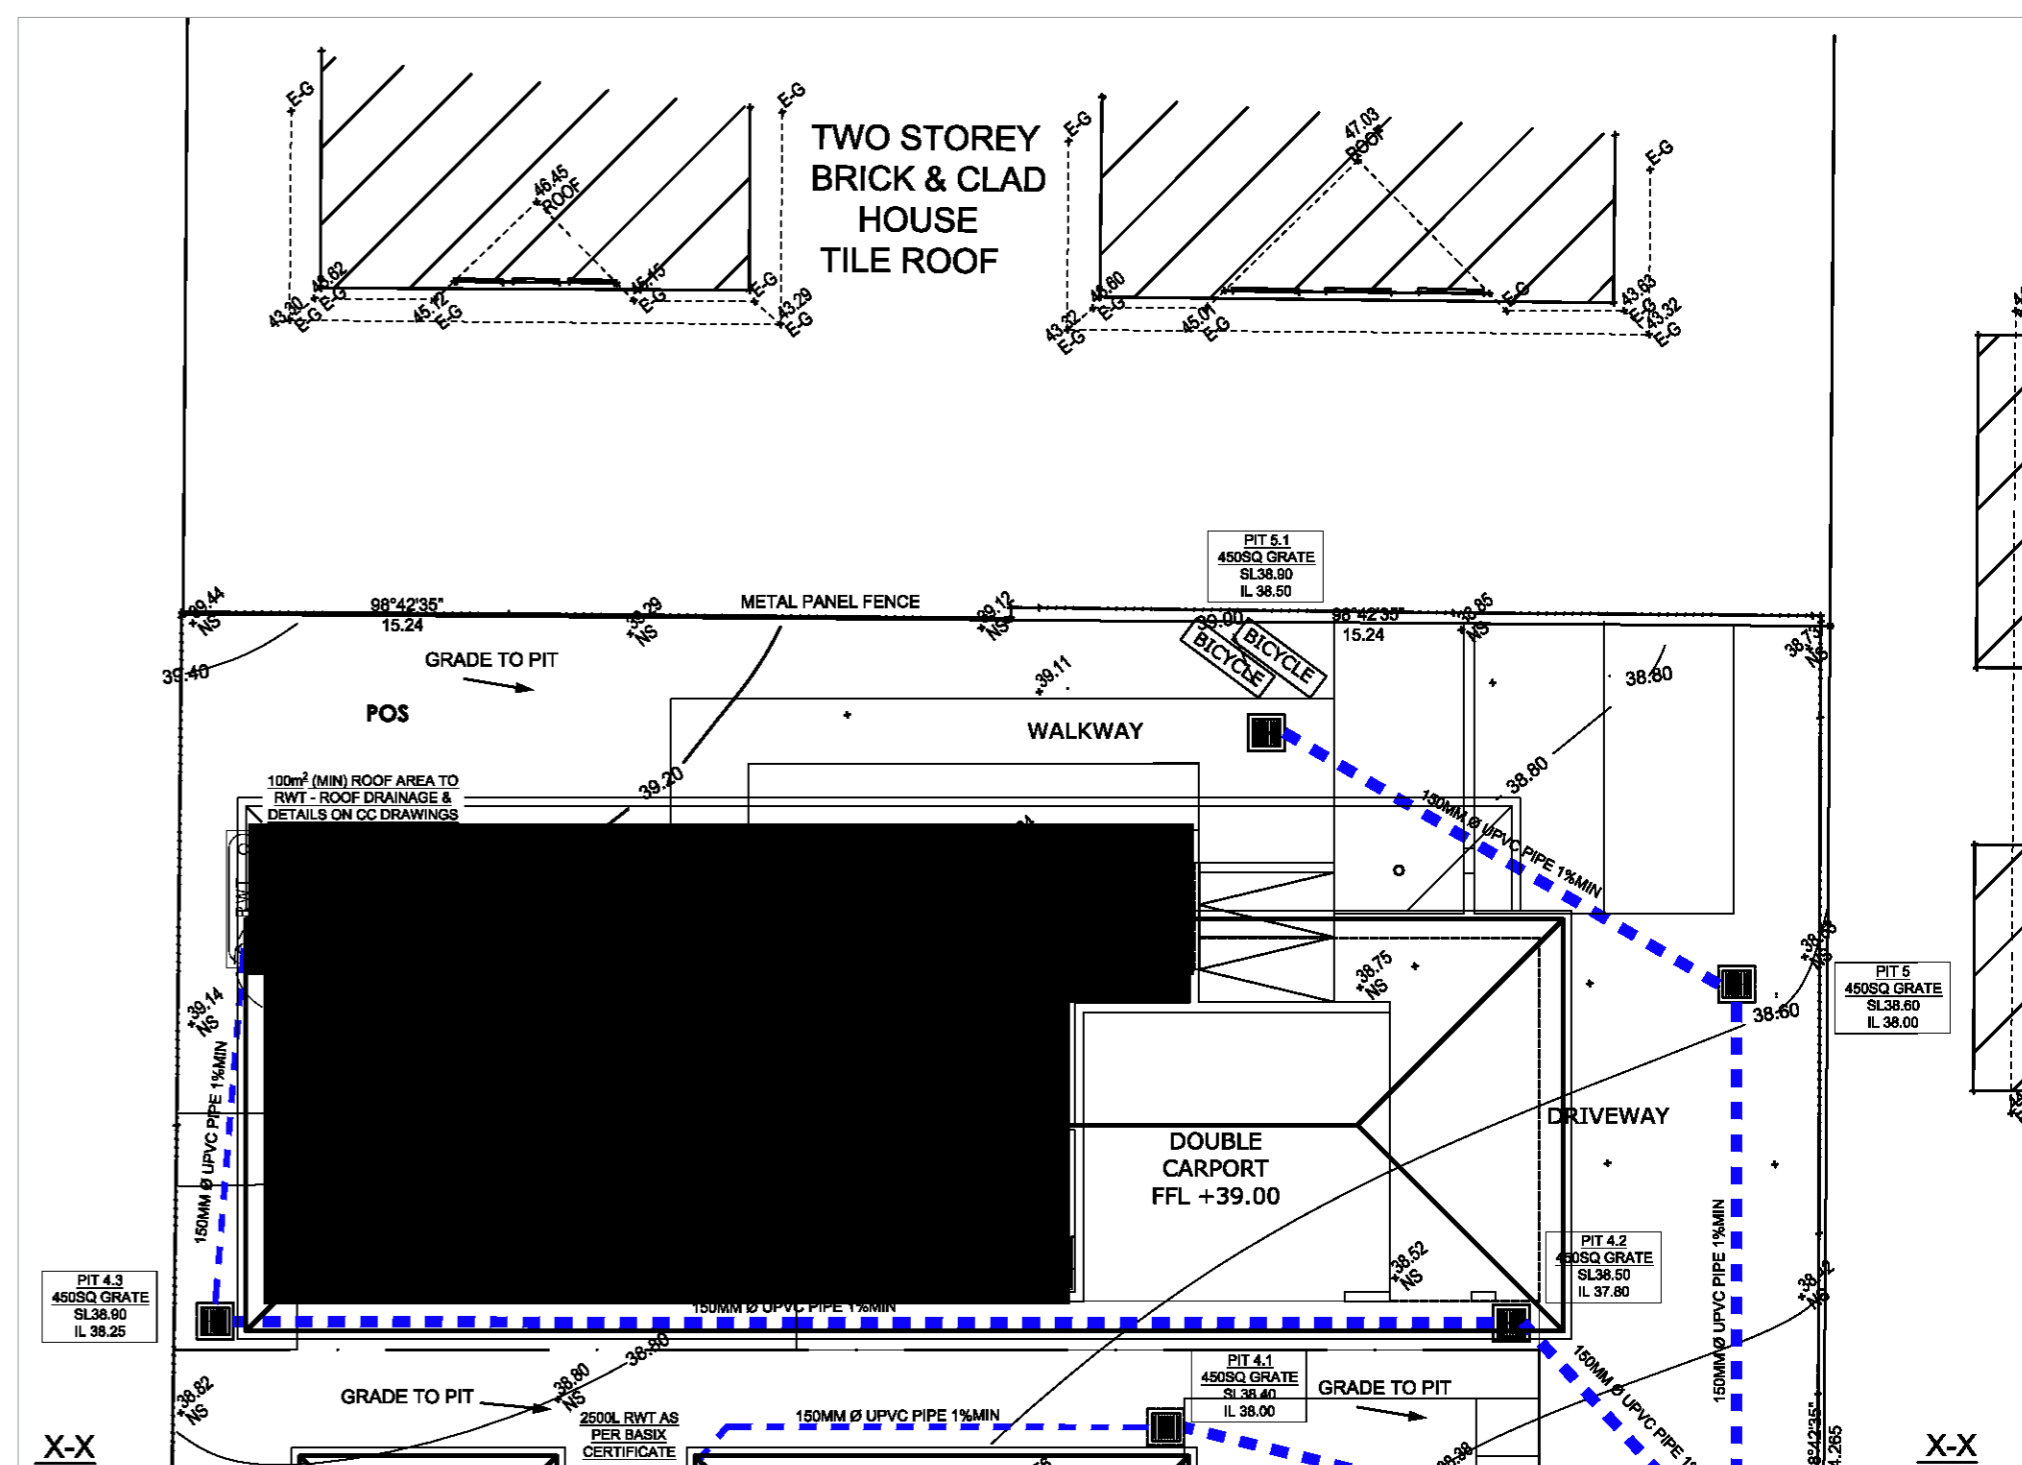 E-G
E-G
E-G
E-G
TWO STOREY
BRICK & CLAD
HOUSE
TILE ROOF
46.45
ROOF
47.03
ROOF
43.30
E-G
E-G
45.12
E-G
45.15
E-G
E-G
43.29
E-G
43.32
E-G
E-G
45.01
E-G
E-G
43.63
E-G
43.32
E-G
PIT 5.1
450SQ GRATE
SL38.90
IL 38.50
39.44
NS
98°42'35"
15.24
39.29
NS
METAL PANEL FENCE
39.12
NS
39.00
98°42'35"
15.24
38.85
NS
NS
BICYCLE
BICYCLE
39.40
GRADE TO PIT
39.11
38.80
POS
WALKWAY
39.20
38.80
100m² (MIN) ROOF AREA TO
RWT - ROOF DRAINAGE &
DETAILS ON CC DRAWINGS
150MM Ø UPVC PIPE 1%MIN
RWT
38.75
NS
PIT 5
450SQ GRATE
SL38.60
IL 38.00
39.14
NS
38.60
150MM Ø UPVC PIPE 1%MIN
DRIVEWAY
DOUBLE
CARPORT
FFL +39.00
38.52
NS
PIT 4.2
450SQ GRATE
SL38.50
IL 37.80
150MM Ø UPVC PIPE 1%MIN
PIT 4.3
450SQ GRATE
SL38.90
IL 38.25
150MM Ø UPVC PIPE 1%MIN
38.80
PIT 4.1
450SQ GRATE
SL38.40
IL 38.00
150MM Ø UPVC PIPE
38.82
NS
GRADE TO PIT
38.80
NS
GRADE TO PIT
2500L RWT AS
PER BASIX
CERTIFICATE
150MM Ø UPVC PIPE 1%MIN
X-X
38.38
X-X